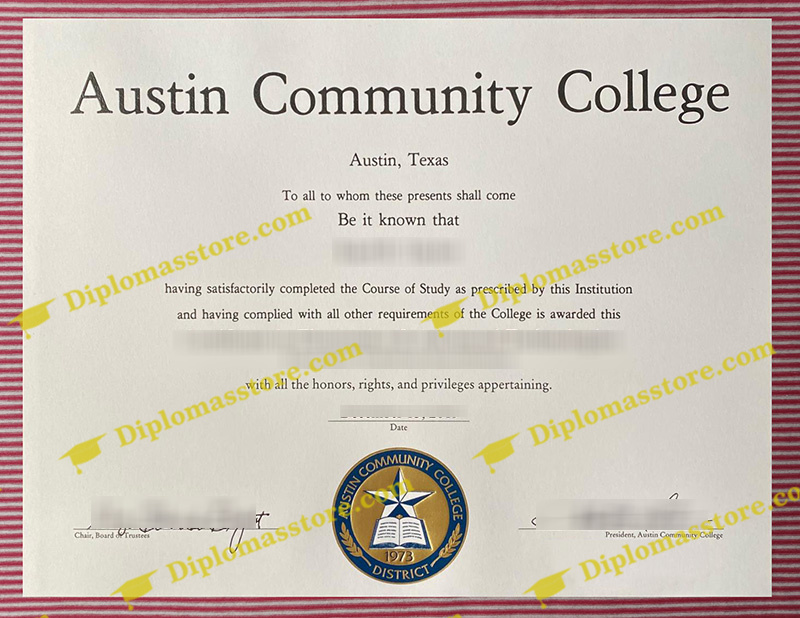 Austin Community College
Austin, Texas
To all to whom these presents shall come
Be it known that
having satisfactorily completed the Course of Study as prescribed by this Institution
and having complied with all other requirements of the College is awarded this
with all the honors, rights, and privileges appertaining.
Date
Chair, Board of Trustees
President, Austin Community College
AUSTIN COMMUNITY COLLEGE
1973
DISTRICT
Diplomasstore.com
Diplomasstore.com
Diplomasstore.com
Diplomasstore.com
Diplomasstore.com
Diplomasstore.com